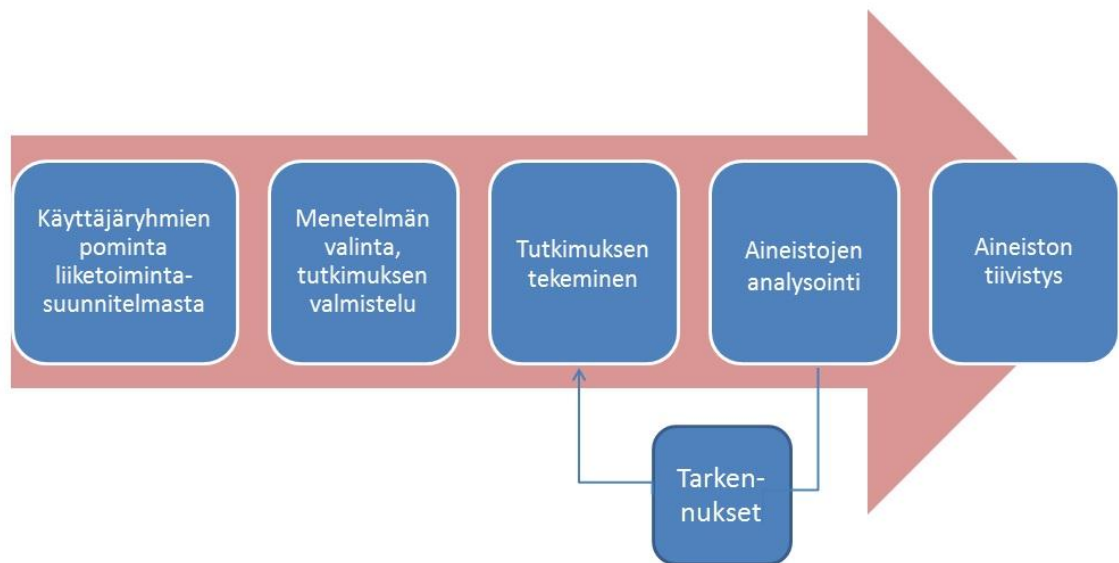 Käyttäjäryhmien
pominta
liiketoiminta-
suunnitelmasta
Menetelmän
valinta,
tutkimuksen
valmistelu
Tutkimuksen
tekeminen
Aineistojen
analysointi
Aineiston
tiivistys
Tarken-
nukset